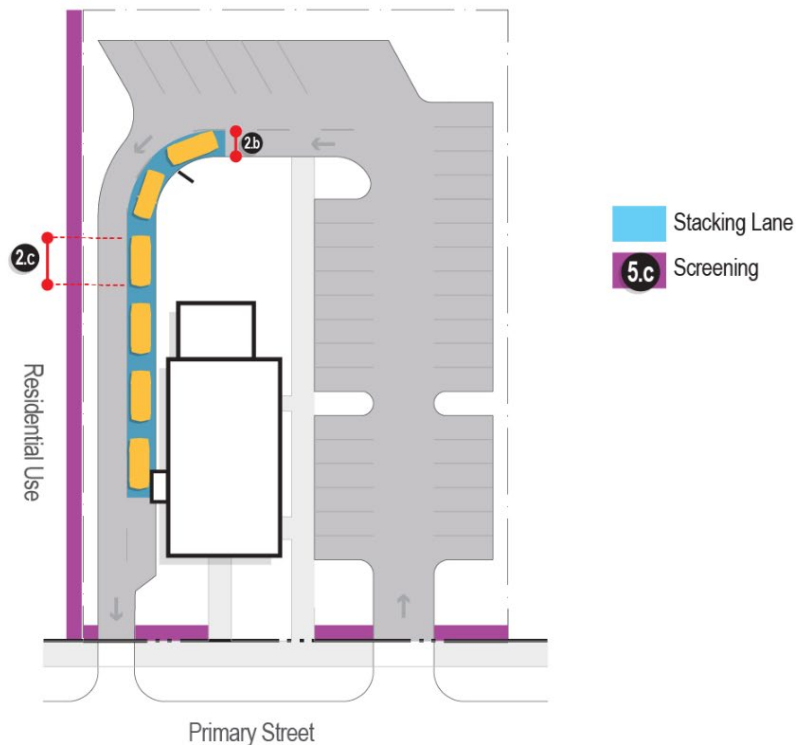 2.b
2.c
Stacking Lane
5.c Screening
Residential Use
Primary Street